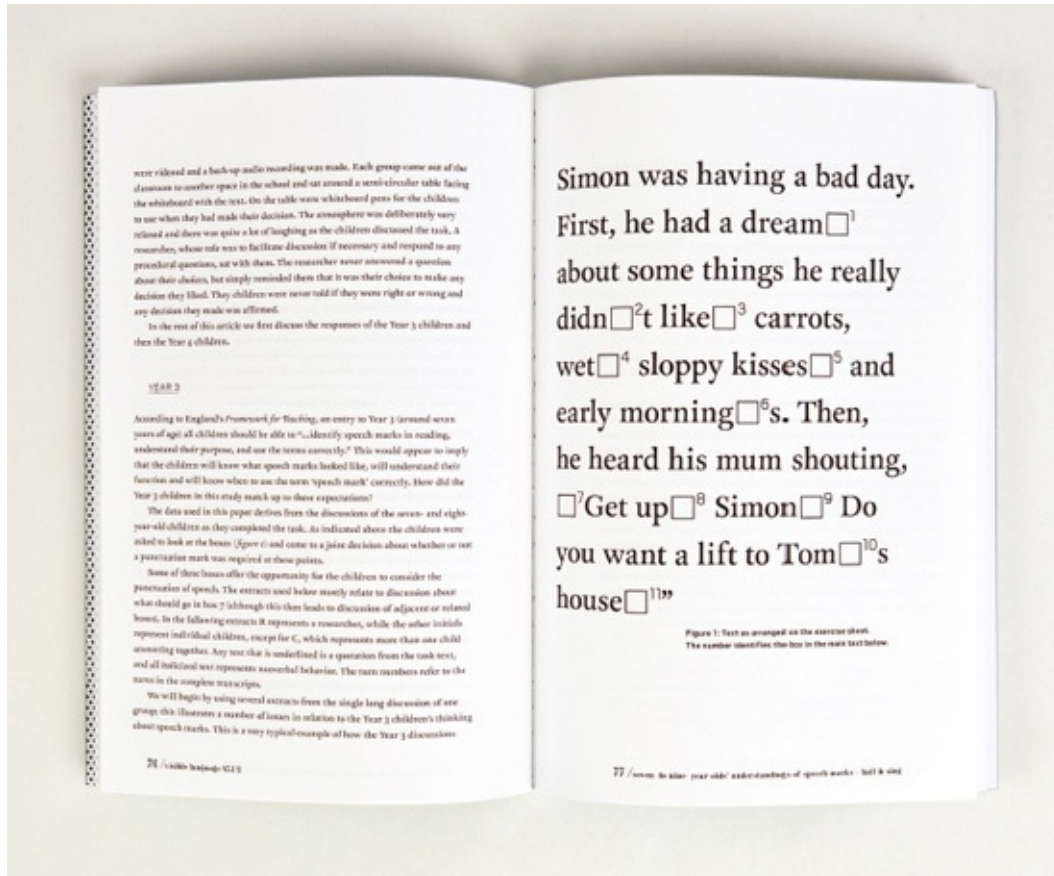 were videoed and a back-up audio recording was made. Each group came out of the
classroom to another space in the school and sat around a semi-circular table facing
the whiteboard with the text. On the table were whiteboard pens for the children
to use when they had made their decision. The atmosphere was deliberately very
relaxed and there was quite a lot of laughing as the children discussed the task. A
researcher, whose role was to facilitate discussion if necessary and respond to any
procedural questions, sat with them. The researcher never answered a question
about their choices, but simply reminded them that it was their choice to make any
decision they liked. They children were never told if they were right or wrong and
any decision they made was affirmed.
In the rest of this article we first discuss the responses of the Year 3 children and
then the Year 4 children.
YEAR 3
According to England's Framework for Teaching, on entry to Year 3 (around seven
years of age) all children should be able to "...identify speech marks in reading,
understand their purpose, and use the terms correctly." This would appear to imply
that the children will know what speech marks looked like, will understand their
function and will know when to use the term 'speech mark' correctly. How did the
Year 3 children in this study match up to these expectations?
The data used in this paper derives from the discussions of the seven- and eight-
year-old children as they completed the task. As indicated above the children were
asked to look at the boxes (figure 1) and come to a joint decision about whether or not
a punctuation mark was required at these points.
Some of these boxes offer the opportunity for the children to consider the
punctuation of speech. The extracts used below mostly relate to discussion about
what should go in box 7 (although this then leads to discussion of adjacent or related
boxes). In the following extracts R represents a researcher, while the other initials
represent individual children, except for C, which represents more than one child
answering together. Any text that is underlined is a quotation from the task text,
and all italicized text represents nonverbal behavior. The turn numbers refer to the
turns in the complete transcripts.
We will begin by using several extracts from the single long discussion of one
group; this illustrates a number of issues in relation to the Year 3 children's thinking
about speech marks. This is a very typical example of how the Year 3 discussions
76 / visible language
Simon was having a bad day.
First, he had a dream□1
about some things he really
didn□2t like□3 carrots,
wet□4 sloppy kisses□5 and
early morning□6s. Then,
he heard his mum shouting,
□7Get up□8 Simon□9 Do
you want a lift to Tom□10s
house□11”
Figure 1: Text as arranged on the exercise sheet.
The number identifies the box in the main text below.
77 / seven- to nine- year olds' understandings of speech marks - hall & sing